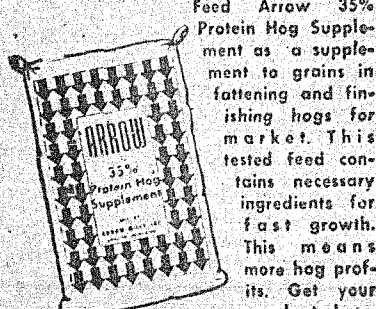 Feed Arrow 35%
Protein Hog Supple-
ment as a supple-
ment to grains in
fattening and fin-
ishing hogs for
market. This
tested feed con-
tains necessary
ingredients for
fast growth.
This means
more hog prof-
its. Get your
ARROW
35%
Protein Hog
Supplement